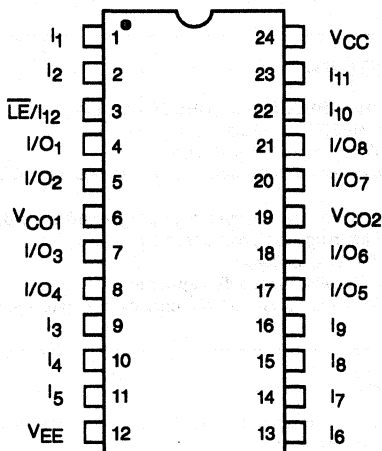 I1 1 24 VCC
I2 2 23 I11
L̅E̅/I12 3 22 I10
I/O1 4 21 I/O8
I/O2 5 20 I/O7
VCO1 6 19 VCO2
I/O3 7 18 I/O6
I/O4 8 17 I/O5
I3 9 16 I9
I4 10 15 I8
I5 11 14 I7
VEE 12 13 I6